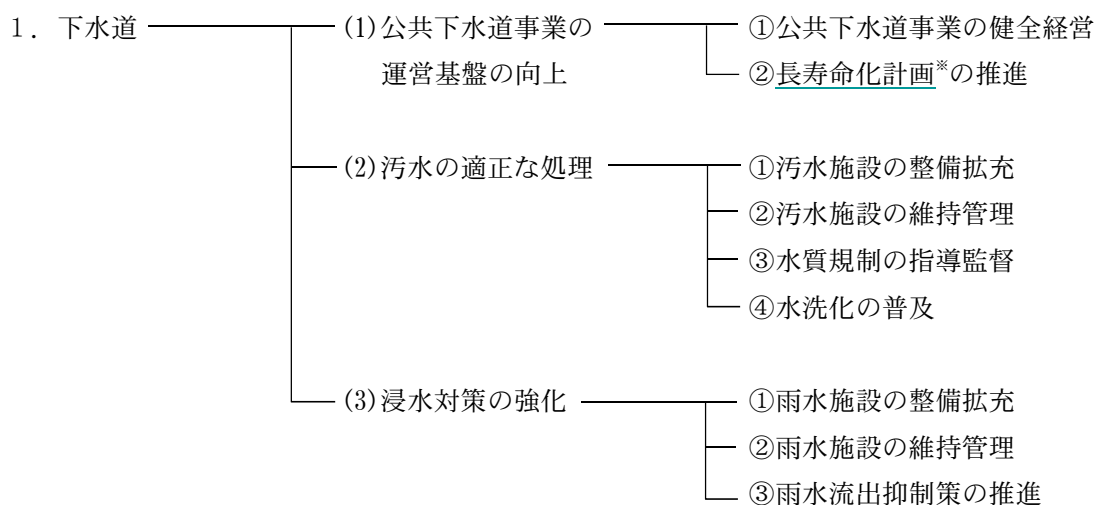 1. 下水道
(1)公共下水道事業の
運営基盤の向上
①公共下水道事業の健全経営
②長寿命化計画※の推進
(2)汚水の適正な処理
①汚水施設の整備拡充
②汚水施設の維持管理
③水質規制の指導監督
④水洗化の普及
(3)浸水対策の強化
①雨水施設の整備拡充
②雨水施設の維持管理
③雨水流出抑制策の推進